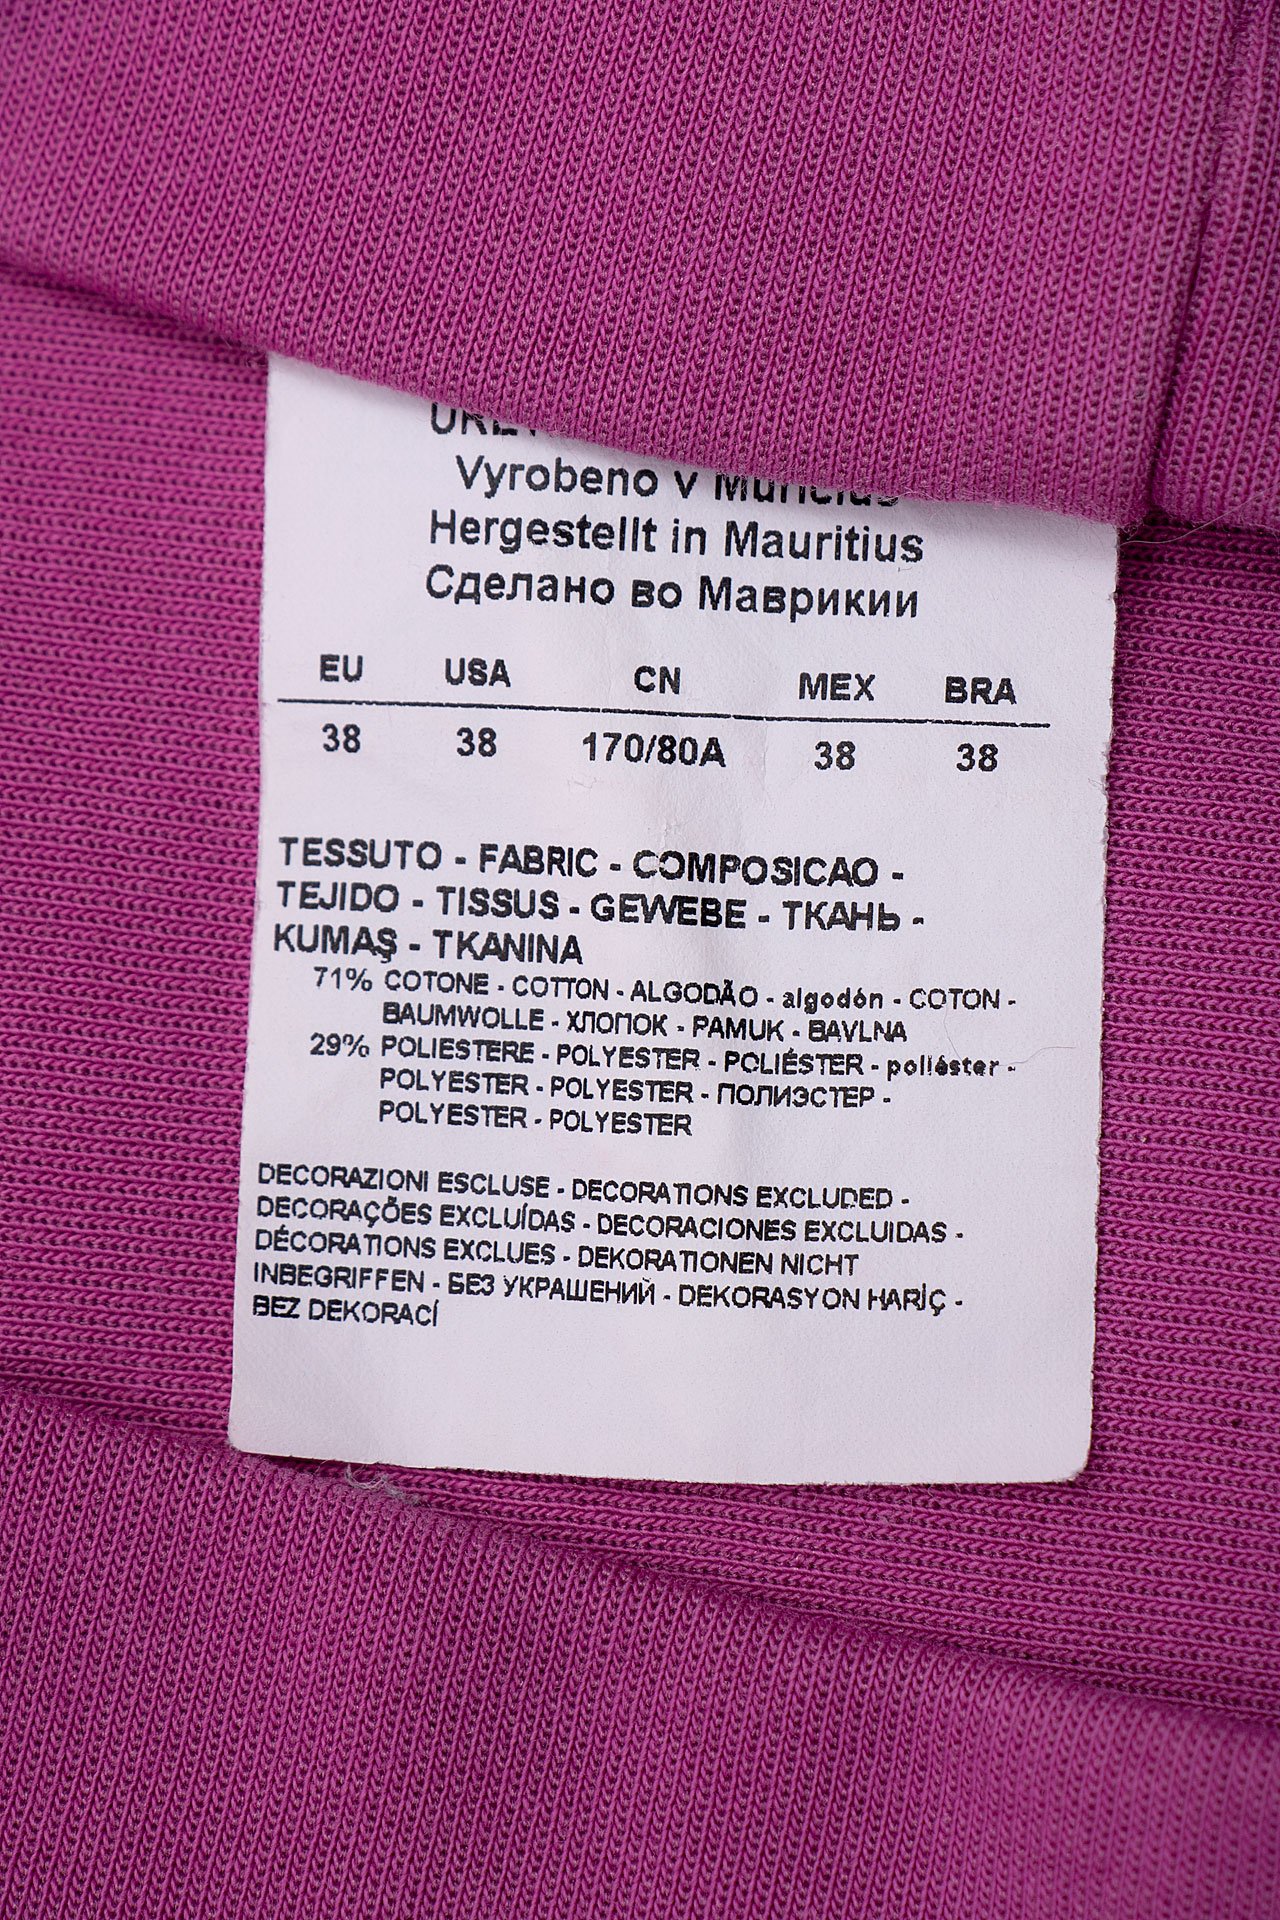 Vyrobeno v
Hergestellt in Mauritius
Сделано во Маврикии
EU USA CN MEX BRA
38 38 170/80A 38 38
TESSUTO - FABRIC - COMPOSICAO -
TEJIDO - TISSUS - GEWEBE - ТКАНЬ -
KUMAŞ - TKANINA
71% COTONE - COTTON - ALGODÃO - algodón - COTON -
BAUMWOLLE - ХЛОПОК - PAMUK - BAVLNA
29% POLIESTERE - POLYESTER - POLIÉSTER - poliéster -
POLYESTER - POLYESTER - ПОЛИЭСТЕР -
POLYESTER - POLYESTER
DECORAZIONI ESCLUSE - DECORATIONS EXCLUDED -
DECORAÇÕES EXCLUÍDAS - DECORACIONES EXCLUIDAS -
DÉCORATIONS EXCLUES - DEKORATIONEN NICHT
INBEGRIFFEN - БЕЗ УКРАШЕНИЙ - DEKORASYON HARİÇ -
BEZ DEKORACÍ